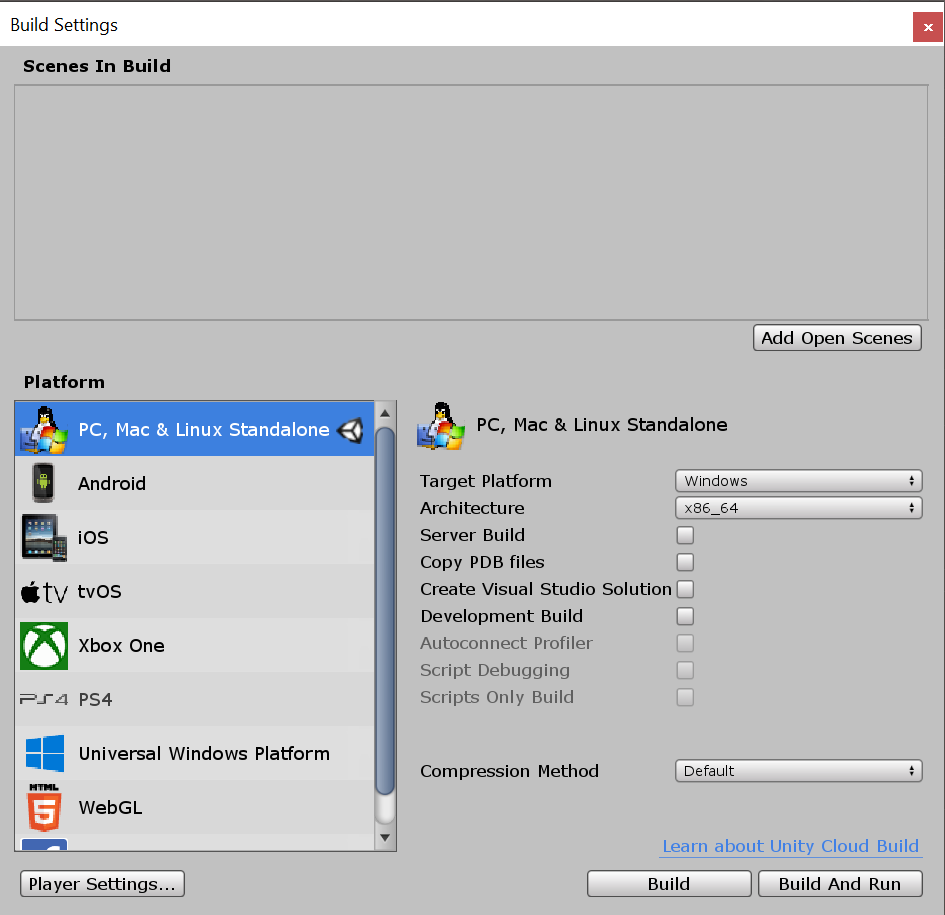 Build Settings
Scenes In Build
Add Open Scenes
Platform
PC, Mac & Linux Standalone
Android
iOS
tv tvOS
Xbox One
PS4 PS4
Universal Windows Platform
HTML
5 WebGL
PC, Mac & Linux Standalone
Target Platform Windows
Architecture x86_64
Server Build
Copy PDB files
Create Visual Studio Solution
Development Build
Autoconnect Profiler
Script Debugging
Scripts Only Build
Compression Method Default
Learn about Unity Cloud Build
Player Settings... Build Build And Run